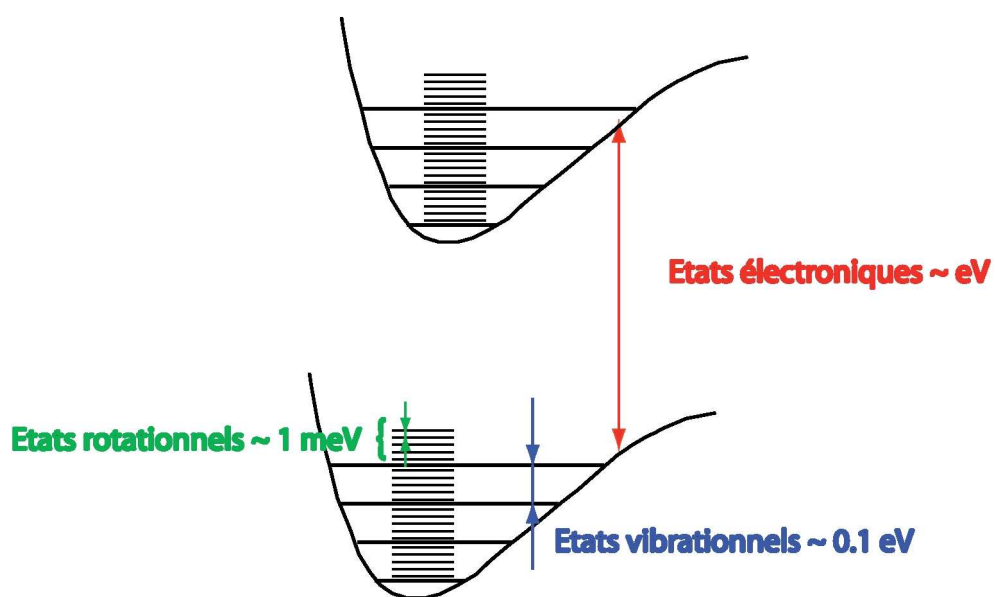 Etats électroniques ~ eV
Etats rotationnels ~ 1 meV {
Etats vibrationnels ~ 0.1 eV